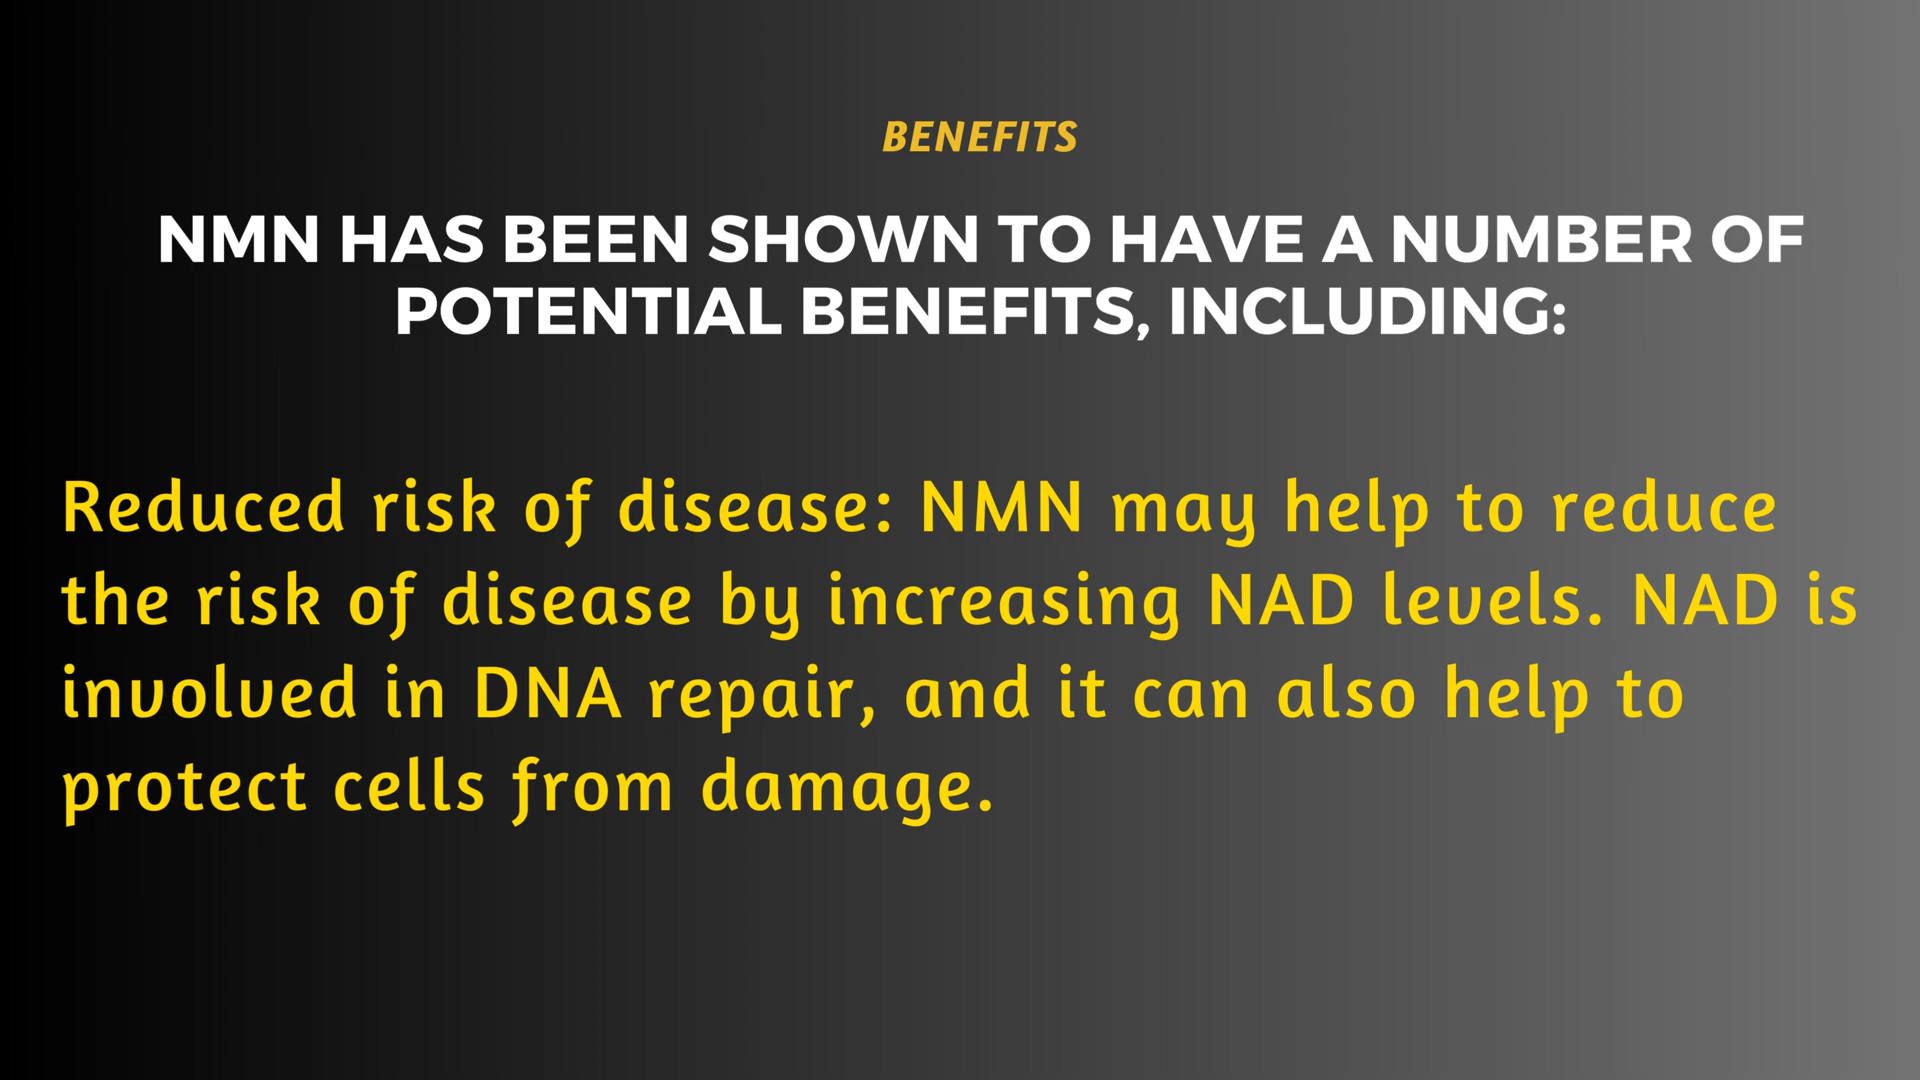 BENEFITS
NMN HAS BEEN SHOWN TO HAVE A NUMBER OF
POTENTIAL BENEFITS, INCLUDING:
Reduced risk of disease: NMN may help to reduce
the risk of disease by increasing NAD levels. NAD is
involved in DNA repair, and it can also help to
protect cells from damage.